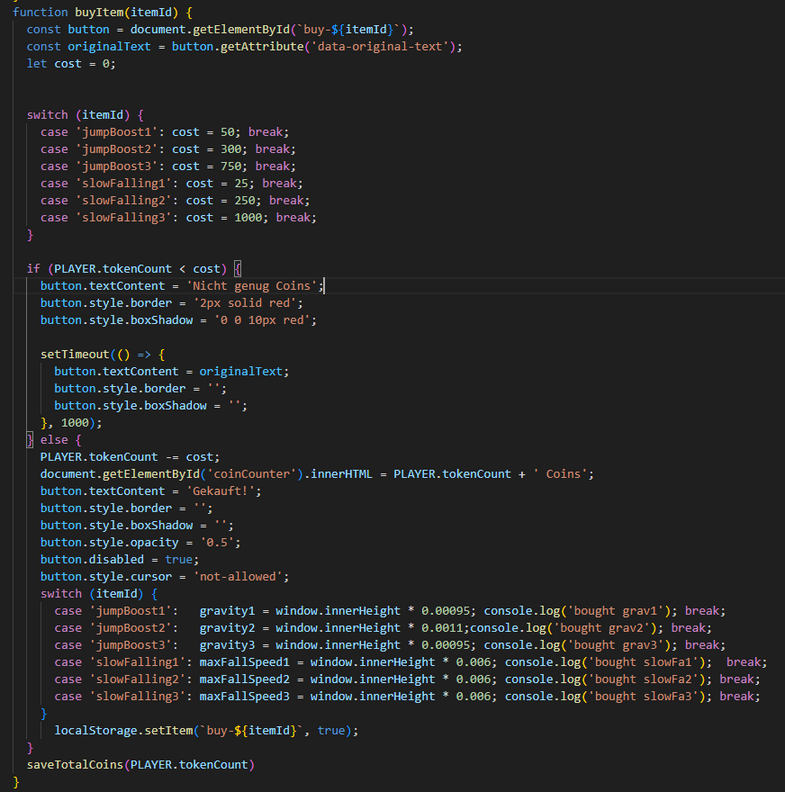 function buyItem(itemId) {
  const button = document.getElementById(`buy-${itemId}`);
  const originalText = button.getAttribute('data-original-text');
  let cost = 0;
  switch (itemId) {
    case 'jumpBoost1': cost = 50; break;
    case 'jumpBoost2': cost = 300; break;
    case 'jumpBoost3': cost = 750; break;
    case 'slowFalling1': cost = 25; break;
    case 'slowFalling2': cost = 250; break;
    case 'slowFalling3': cost = 1000; break;
  }
  if (PLAYER.tokenCount < cost) {
    button.textContent = 'Nicht genug Coins';
    button.style.border = '2px solid red';
    button.style.boxShadow = '0 0 10px red';
    setTimeout(() => {
      button.textContent = originalText;
      button.style.border = '';
      button.style.boxShadow = '';
    }, 1000);
  } else {
    PLAYER.tokenCount -= cost;
    document.getElementById('coinCounter').innerHTML = PLAYER.tokenCount + ' Coins';
    button.textContent = 'Gekauft!';
    button.style.border = '';
    button.style.boxShadow = '';
    button.style.opacity = '0.5';
    button.disabled = true;
    button.style.cursor = 'not-allowed';
    switch (itemId) {
      case 'jumpBoost1':   gravity1 = window.innerHeight * 0.00095; console.log('bought grav1'); break;
      case 'jumpBoost2':   gravity2 = window.innerHeight * 0.0011;console.log('bought grav2'); break;
      case 'jumpBoost3':   gravity3 = window.innerHeight * 0.00095; console.log('bought grav3'); break;
      case 'slowFalling1': maxFallSpeed1 = window.innerHeight * 0.006; console.log('bought slowFa1');  break;
      case 'slowFalling2': maxFallSpeed2 = window.innerHeight * 0.006; console.log('bought slowFa2'); break;
      case 'slowFalling3': maxFallSpeed3 = window.innerHeight * 0.006; console.log('bought slowFa3'); break;
    }
      localStorage.setItem(`buy-${itemId}`, true);
  }
  saveTotalCoins(PLAYER.tokenCount)
}